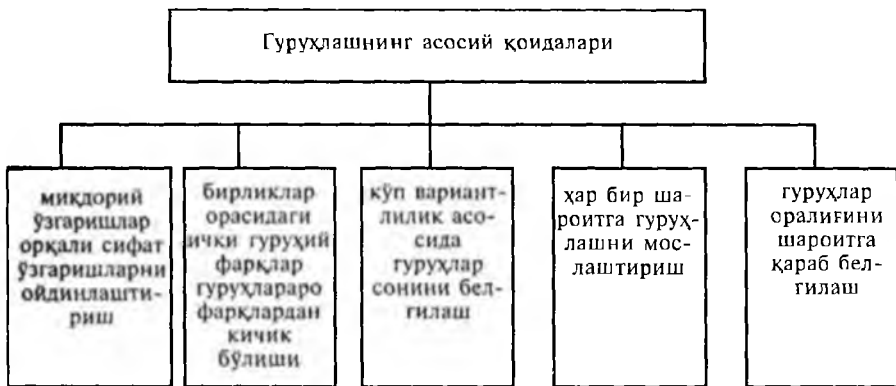 Гуруҳлашнинг асосий қоидалари
миқдорий
ўзгаришлар
орқали сифат
ўзгаришларни
ойдинлашти-
риш
бирликлар
орасидаги
ички гуруҳий
фарқлар
гуруҳлараро
фарқлардан
кичик
бўлиши
кўп вариант-
лилик асо-
сида
гуруҳлар
сонини бел-
гилаш
ҳар бир ша-
роитга гуруҳ-
лашни мос-
лаштириш
гуруҳлар
оралиғини
шароитга
қараб бел-
гилаш